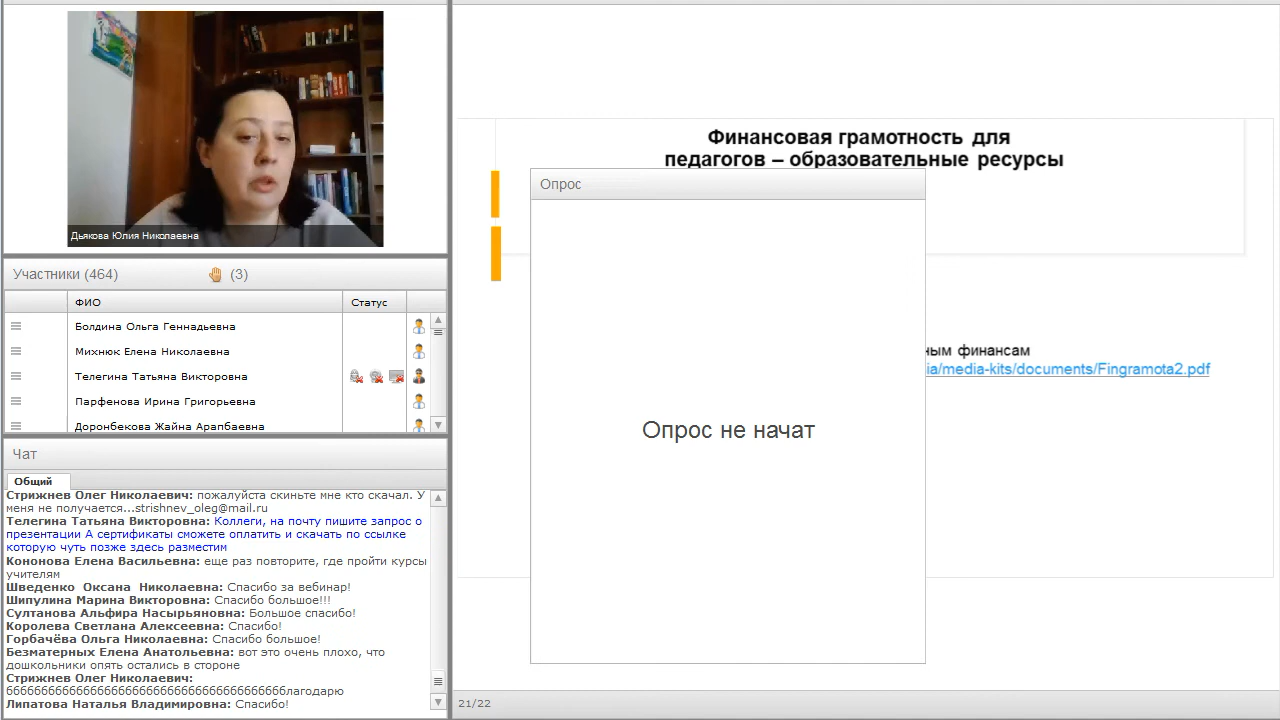 Дьякова Юлия Николаевна
Участники (464)
(3)
ФИО
Статус
Болдина Ольга Геннадьевна
Михнюк Елена Николаевна
Телегина Татьяна Викторовна
Парфенова Ирина Григорьевна
Доронбекова Жайна Арапбаевна
Чат
Общий
Стрижнев Олег Николаевич: пожалуйста скиньте мне кто скачал. У
меня не получается...strishnev_oleg@mail.ru
Телегина Татьяна Викторовна: Коллеги, на почту пишите запрос о
презентации А сертификаты сможете оплатить и скачать по ссылке
которую чуть позже здесь разместим
Кононова Елена Васильевна: еще раз повторите, где пройти курсы
учителям
Шведенко Оксана Николаевна: Спасибо за вебинар!
Шипулина Марина Викторовна: Спасибо большое!!!
Султанова Альфира Насырьяновна: Большое спасибо!
Королева Светлана Алексеевна: Спасибо!
Горбачёва Ольга Николаевна: Спасибо большое!
Безматерных Елена Анатольевна: вот это очень плохо, что
дошкольники опять остались в стороне
Стрижнев Олег Николаевич:
ббббббббббббббббббббббббббббббббббббббблагодарю
Липатова Наталья Владимировна: Спасибо!
Финансовая грамотность для
педагогов – образовательные ресурсы
Опрос
Опрос не начат
ным финансам
ia/media-kits/documents/Fingramota2.pdf
21/22